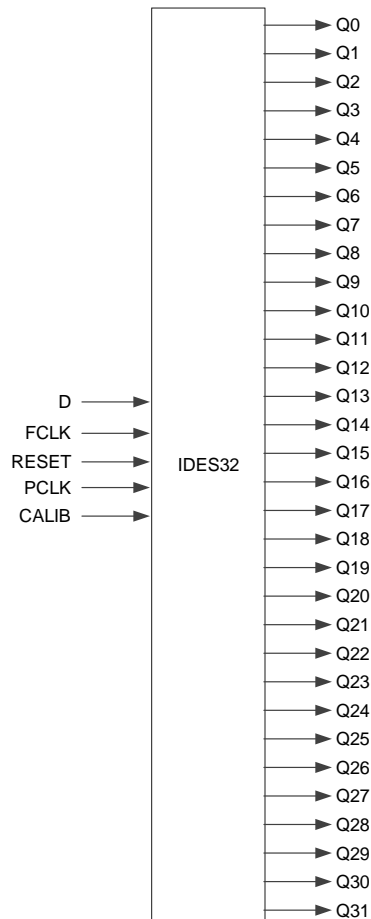 D
FCLK
RESET
PCLK
CALIB
IDES32
Q0
Q1
Q2
Q3
Q4
Q5
Q6
Q7
Q8
Q9
Q10
Q11
Q12
Q13
Q14
Q15
Q16
Q17
Q18
Q19
Q20
Q21
Q22
Q23
Q24
Q25
Q26
Q27
Q28
Q29
Q30
Q31